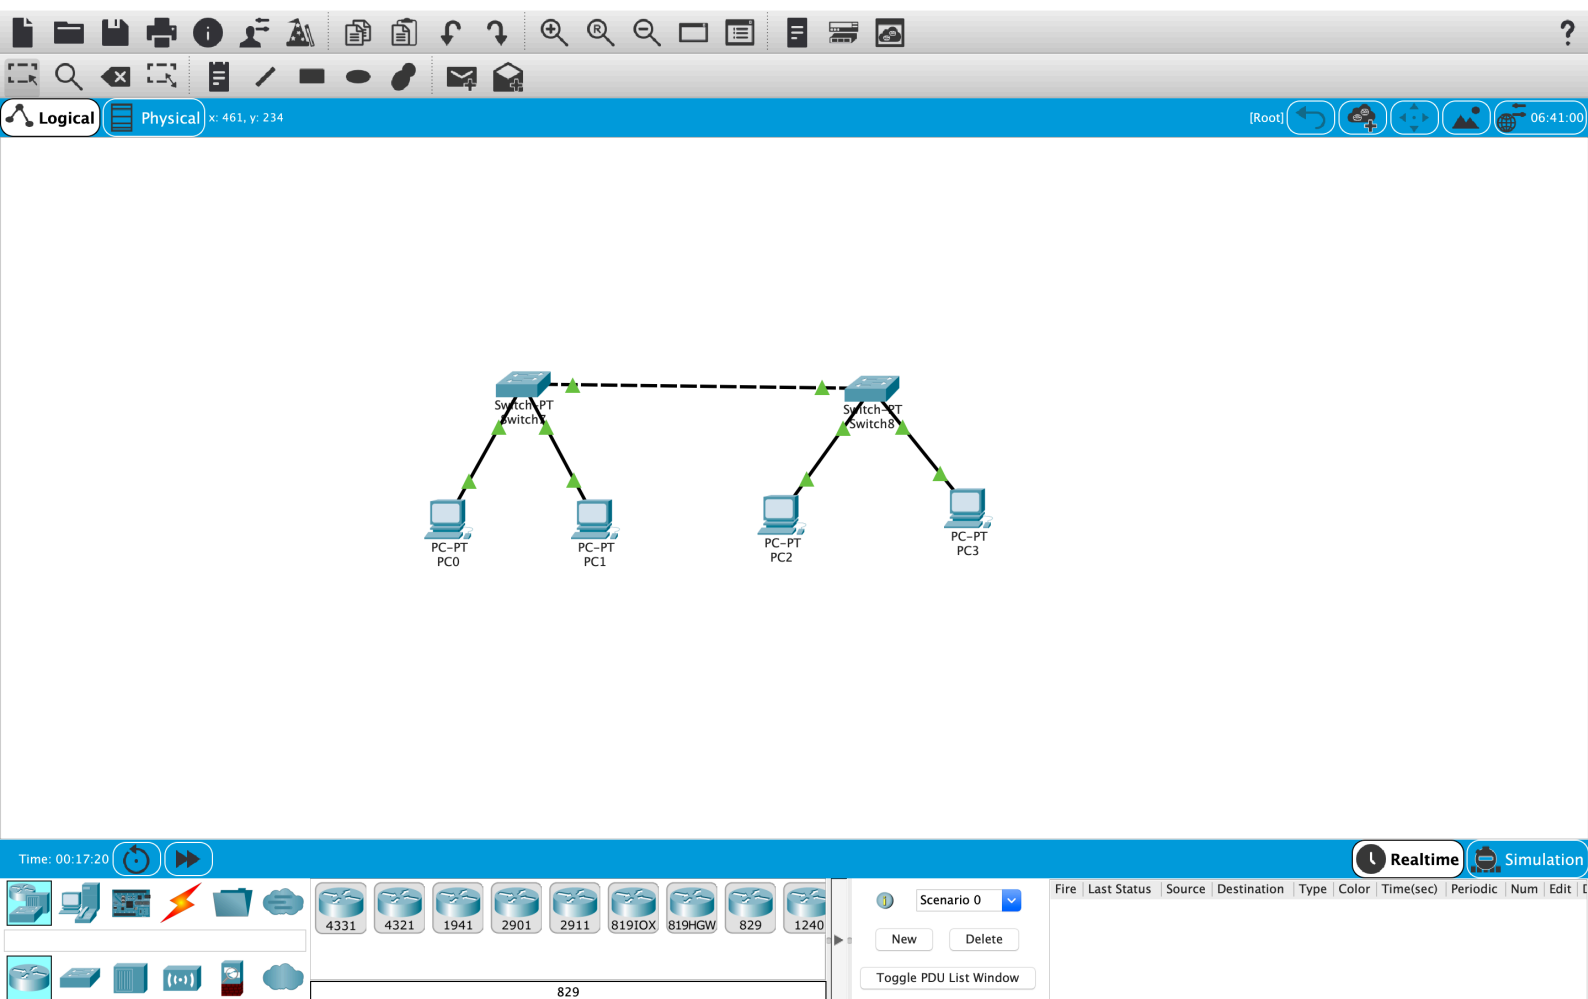 ?
Logical
Physical
x: 461, y: 234
[Root]
06:41:00
Switch-PT
Switch7
Switch-PT
Switch8
PC-PT
PC0
PC-PT
PC1
PC-PT
PC2
PC-PT
PC3
Time: 00:17:20
Realtime
Simulation
4331
4321
1941
2901
2911
819IOX
819HGW
829
1240
829
Scenario 0
New
Delete
Toggle PDU List Window
Fire Last Status Source Destination Type Color Time(sec) Periodic Num Edit